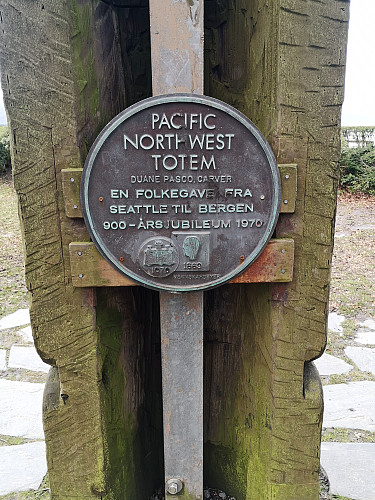 PACIFIC
NORTHWEST
TOTEM
DUANE PASCO, CARVER
EN FOLKEGAVE FRA
SEATTLE TIL BERGEN
900-ÅRSJUBILEUM 1970
1070 1869